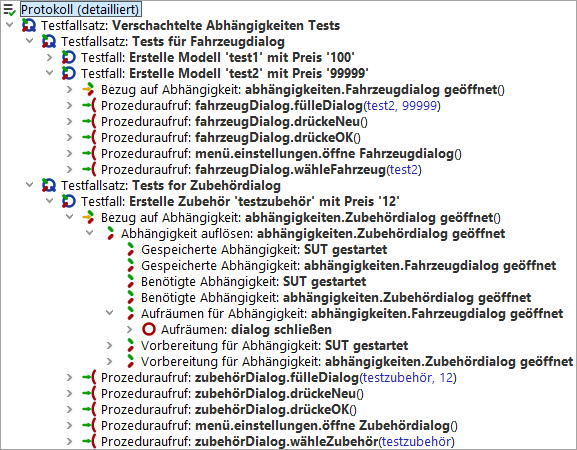 Protokoll (detailliert)
Testfallsatz: Verschachtelte Abhängigkeiten Tests
Testfallsatz: Tests für Fahrzeugdialog
Testfall: Erstelle Modell 'test1' mit Preis '100'
Testfall: Erstelle Modell 'test2' mit Preis '99999'
Bezug auf Abhängigkeit: abhängigkeiten.Fahrzeugdialog geöffnet()
Prozeduraufruf: fahrzeugDialog.fülleDialog(test2, 99999)
Prozeduraufruf: fahrzeugDialog.drückeNeu()
Prozeduraufruf: fahrzeugDialog.drückeOK()
Prozeduraufruf: menü.einstellungen.öffne Fahrzeugdialog()
Prozeduraufruf: fahrzeugDialog.wähleFahrzeug(test2)
Testfallsatz: Tests for Zubehördialog
Testfall: Erstelle Zubehör 'testzubehör' mit Preis '12'
Bezug auf Abhängigkeit: abhängigkeiten.Zubehördialog geöffnet()
Abhängigkeit auflösen: abhängigkeiten.Zubehördialog geöffnet
Gespeicherte Abhängigkeit: SUT gestartet
Gespeicherte Abhängigkeit: abhängigkeiten.Fahrzeugdialog geöffnet
Benötigte Abhängigkeit: SUT gestartet
Benötigte Abhängigkeit: abhängigkeiten.Zubehördialog geöffnet
Aufräumen für Abhängigkeit: abhängigkeiten.Fahrzeugdialog geöffnet
Aufräumen: dialog schließen
Vorbereitung für Abhängigkeit: SUT gestartet
Vorbereitung für Abhängigkeit: abhängigkeiten.Zubehördialog geöffnet
Prozeduraufruf: zubehörDialog.fülleDialog(testzubehör, 12)
Prozeduraufruf: zubehörDialog.drückeNeu()
Prozeduraufruf: zubehörDialog.drückeOK()
Prozeduraufruf: menü.einstellungen.öffne Zubehördialog()
Prozeduraufruf: zubehörDialog.wähleZubehör(testzubehör)